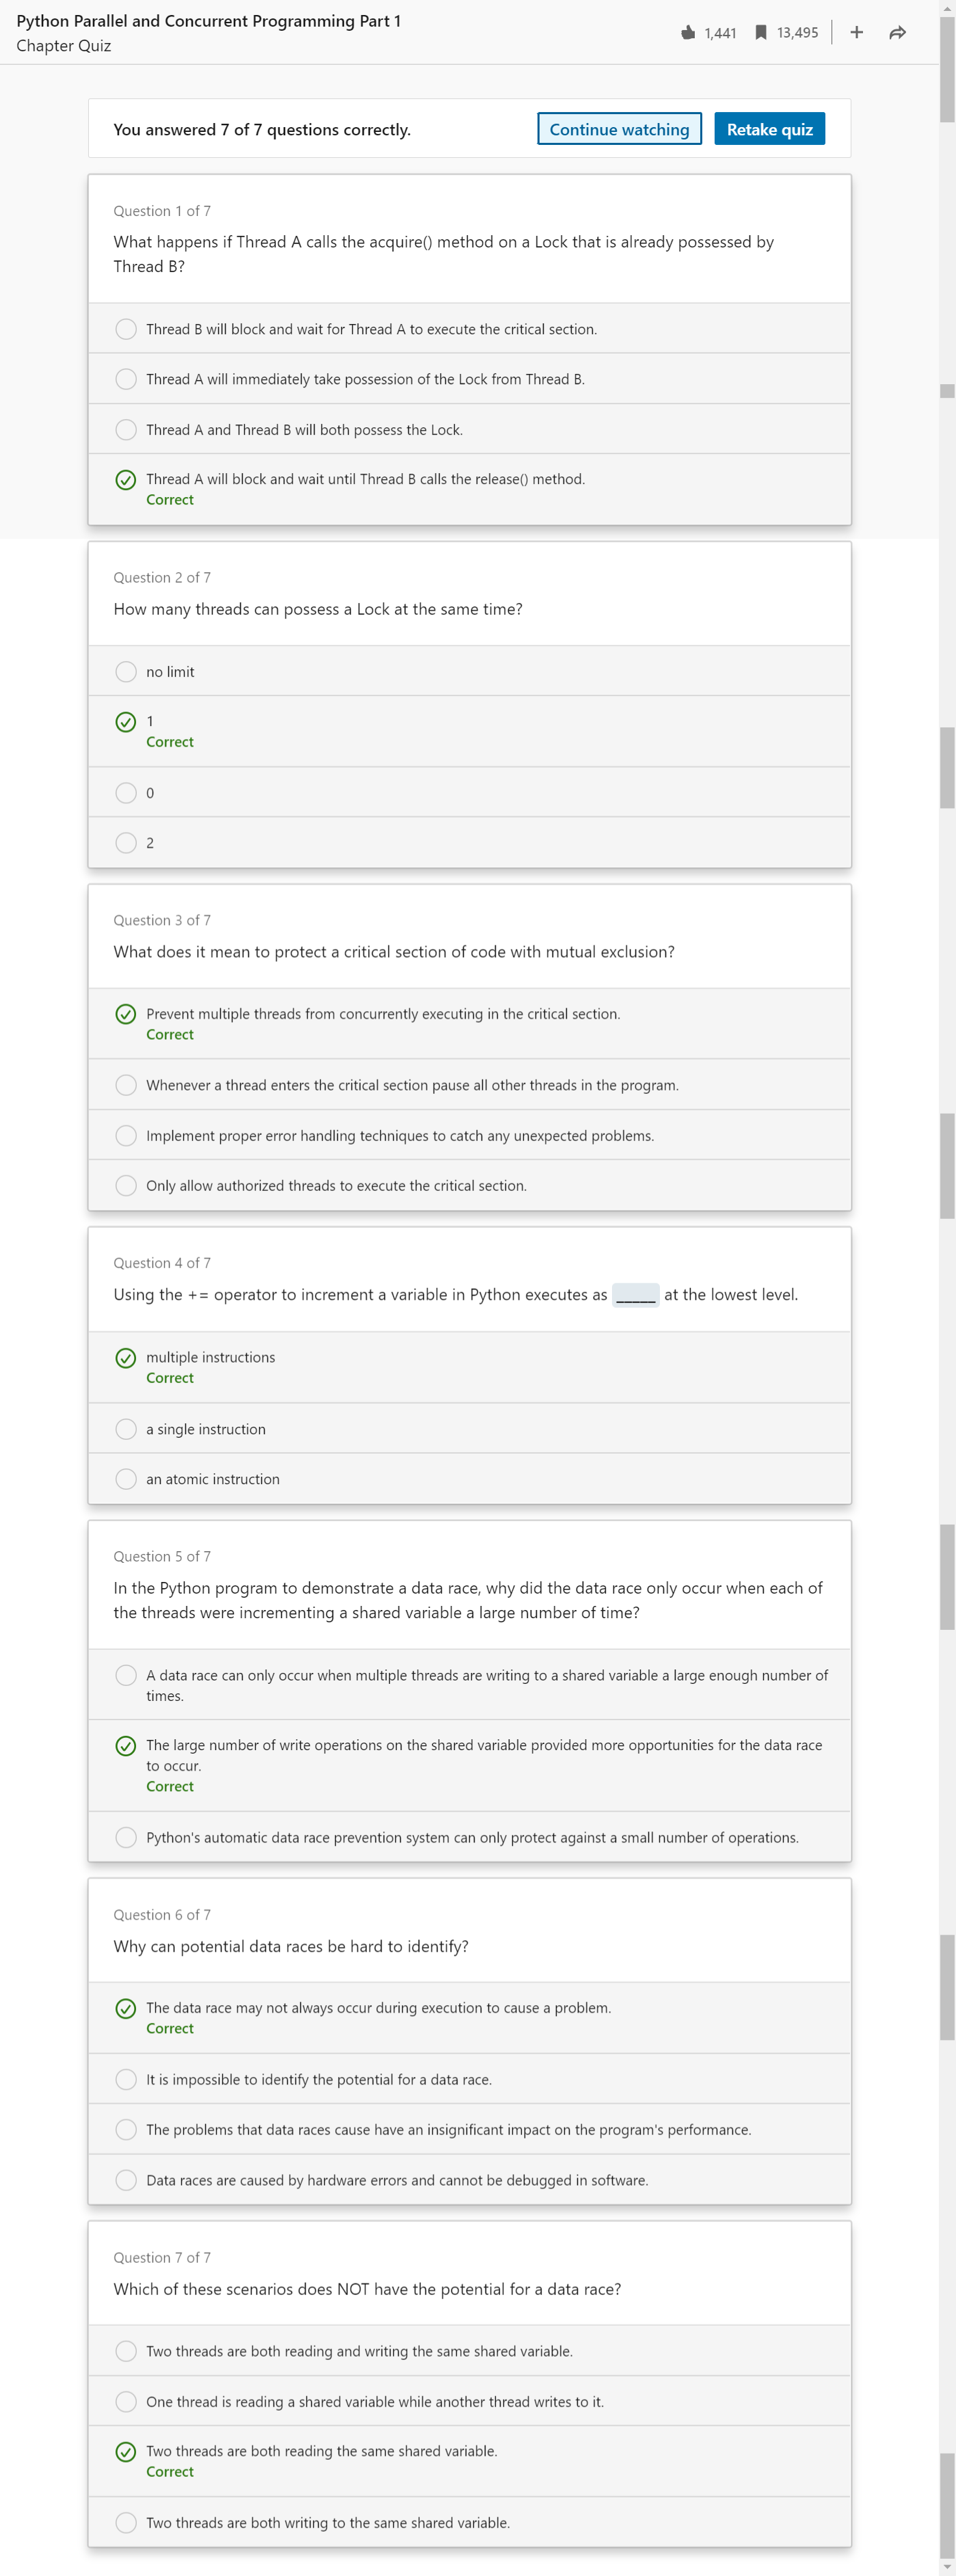 Python Parallel and Concurrent Programming Part 1
Chapter Quiz
1,441
13,495
You answered 7 of 7 questions correctly.
Continue watching
Retake quiz
Question 1 of 7
What happens if Thread A calls the acquire() method on a Lock that is already possessed by
Thread B?
Thread B will block and wait for Thread A to execute the critical section.
Thread A will immediately take possession of the Lock from Thread B.
Thread A and Thread B will both possess the Lock.
Thread A will block and wait until Thread B calls the release() method.
Correct
Question 2 of 7
How many threads can possess a Lock at the same time?
no limit
1
Correct
0
2
Question 3 of 7
What does it mean to protect a critical section of code with mutual exclusion?
Prevent multiple threads from concurrently executing in the critical section.
Correct
Whenever a thread enters the critical section pause all other threads in the program.
Implement proper error handling techniques to catch any unexpected problems.
Only allow authorized threads to execute the critical section.
Question 4 of 7
Using the += operator to increment a variable in Python executes as _____ at the lowest level.
multiple instructions
Correct
a single instruction
an atomic instruction
Question 5 of 7
In the Python program to demonstrate a data race, why did the data race only occur when each of
the threads were incrementing a shared variable a large number of time?
A data race can only occur when multiple threads are writing to a shared variable a large enough number of
times.
The large number of write operations on the shared variable provided more opportunities for the data race
to occur.
Correct
Python's automatic data race prevention system can only protect against a small number of operations.
Question 6 of 7
Why can potential data races be hard to identify?
The data race may not always occur during execution to cause a problem.
Correct
It is impossible to identify the potential for a data race.
The problems that data races cause have an insignificant impact on the program's performance.
Data races are caused by hardware errors and cannot be debugged in software.
Question 7 of 7
Which of these scenarios does NOT have the potential for a data race?
Two threads are both reading and writing the same shared variable.
One thread is reading a shared variable while another thread writes to it.
Two threads are both reading the same shared variable.
Correct
Two threads are both writing to the same shared variable.